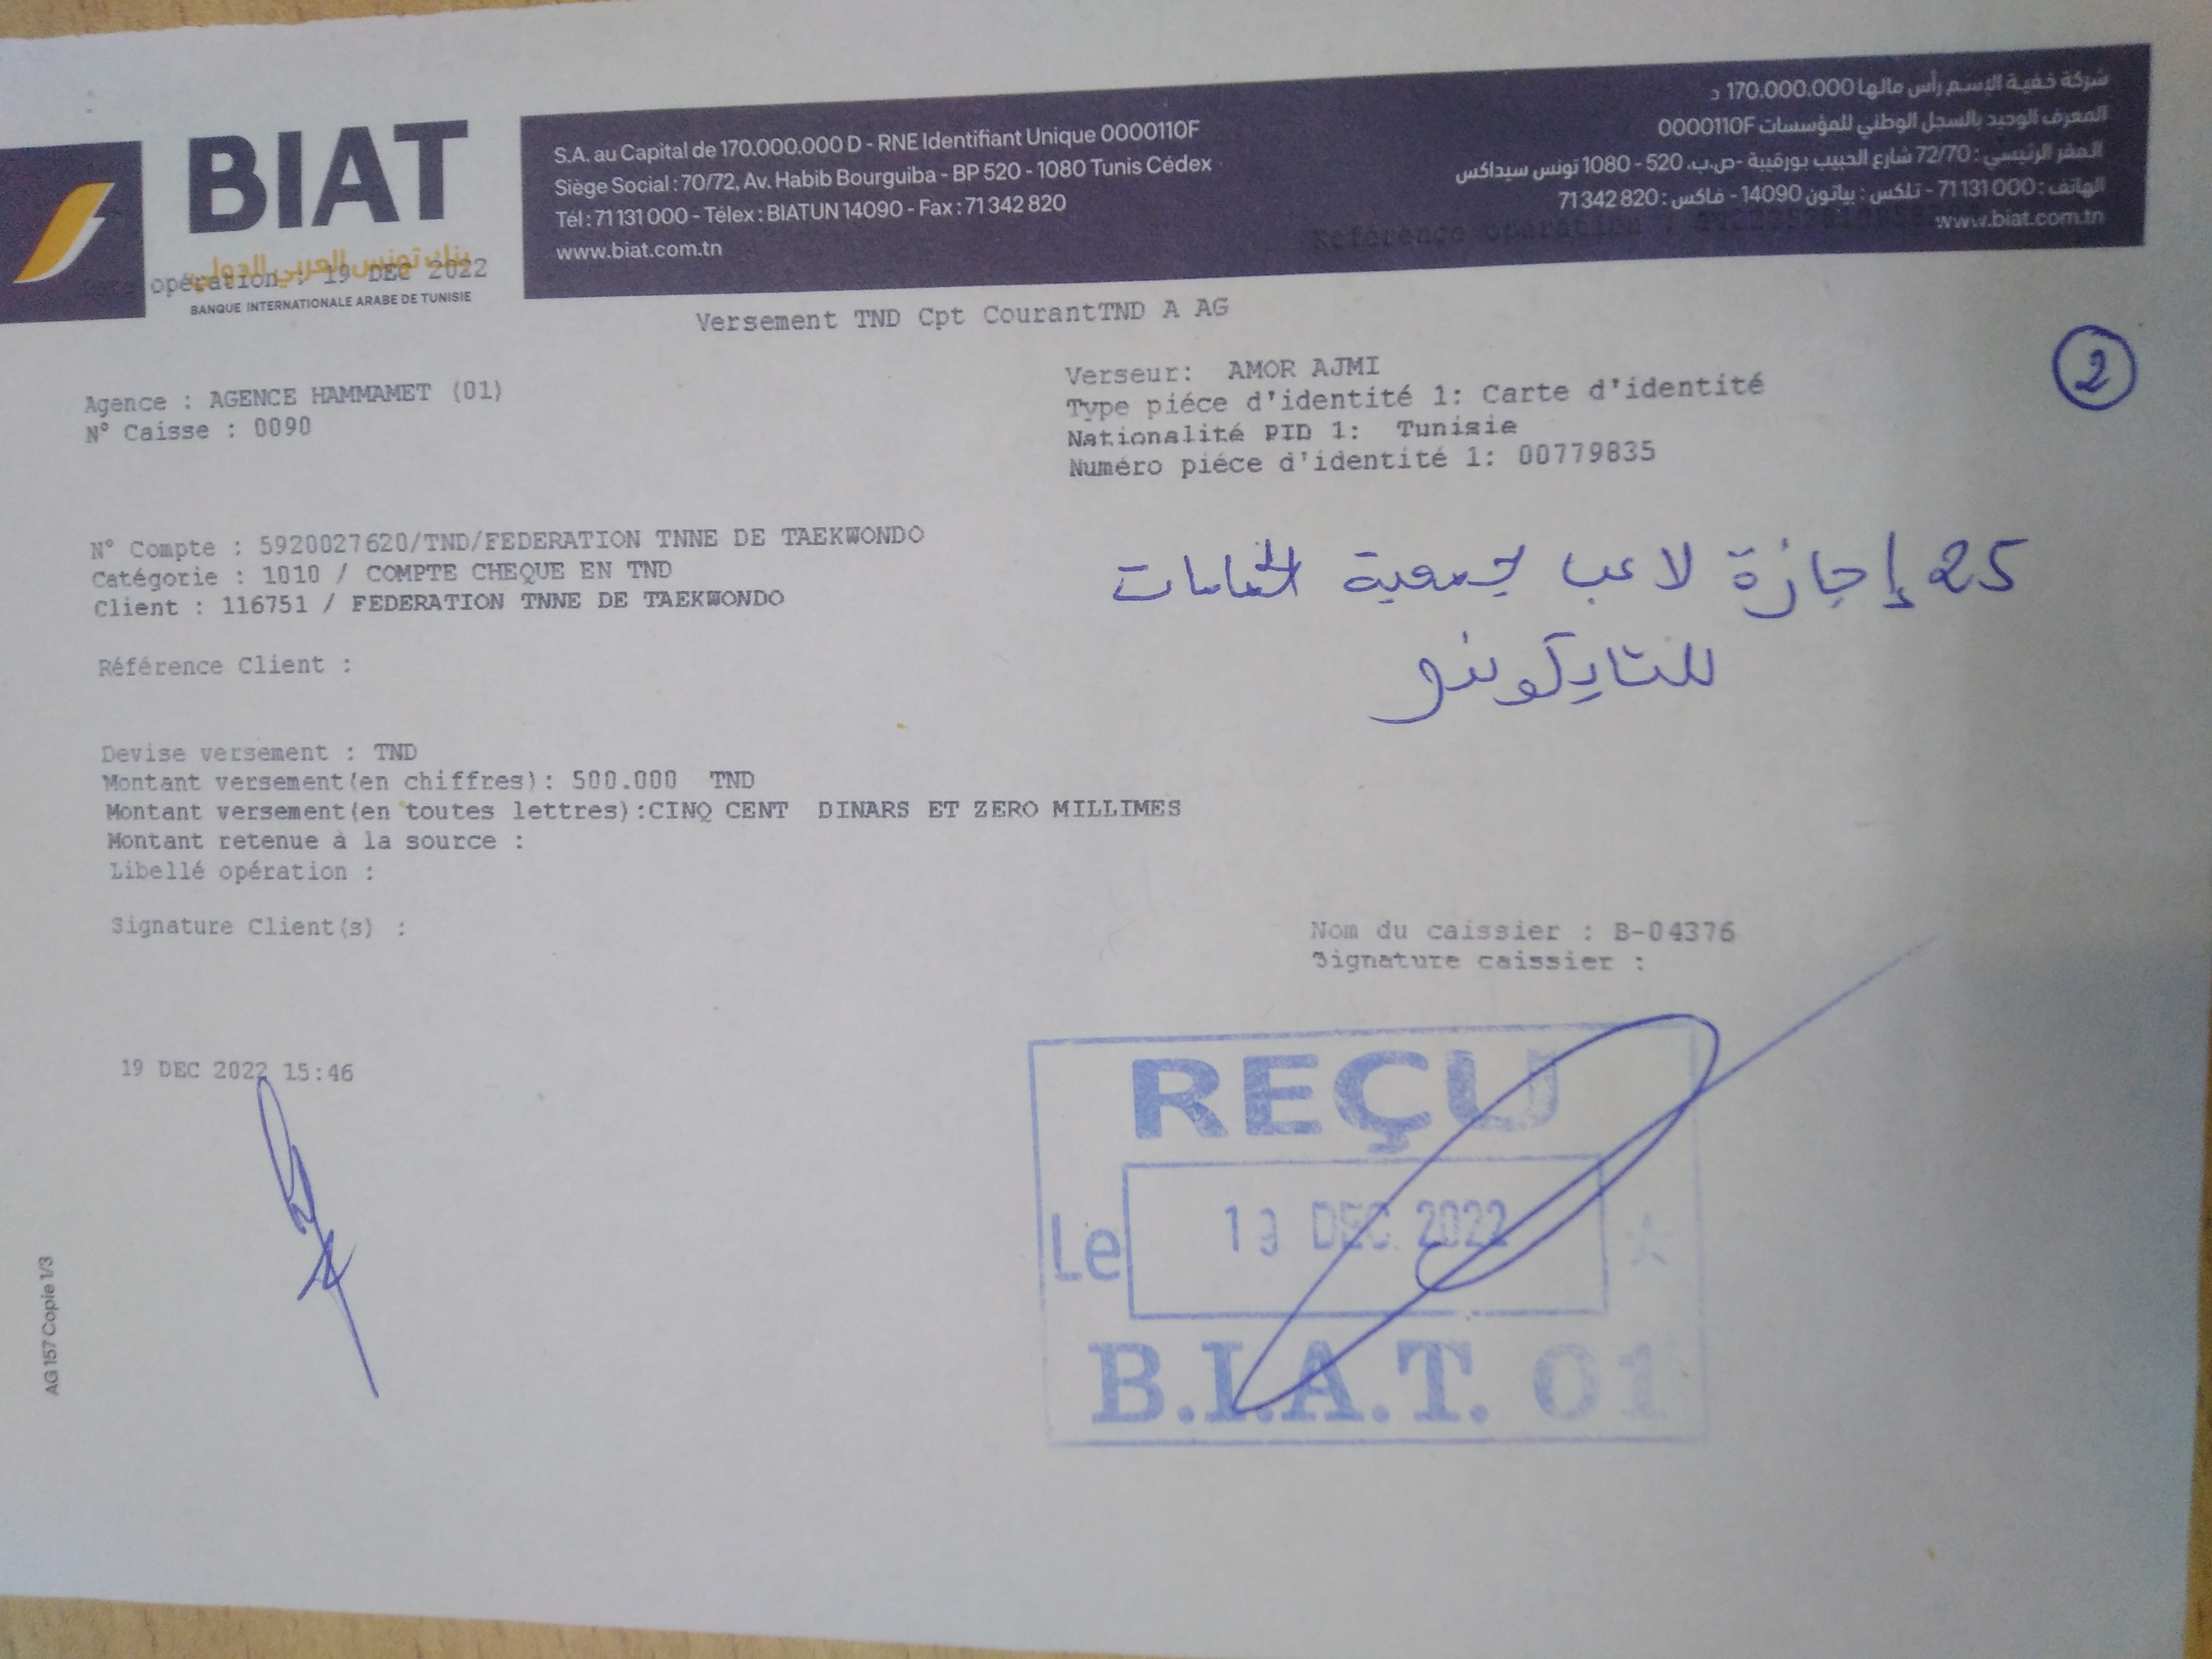 BIAT
بنك تونس العربي الدولي
BANQUE INTERNATIONALE ARABE DE TUNISIE
S.A. au Capital de 170.000.000 D - RNE Identifiant Unique 0000110F
Siège Social : 70/72, Av. Habib Bourguiba - BP 520 - 1080 Tunis Cédex
Tél : 71 131 000 - Télex : BIATUN 14090 - Fax : 71 342 820
www.biat.com.tn
شركة خفية الإسم رأس مالها 170.000.000 د
المعرف الوحيد بالسجل الوطني للمؤسسات 0000110F
المقر الرئيسي : 72/70 شارع الحبيب بورقيبة -ص.ب. 520 - 1080 تونس سيداكس
الهاتف : 71 131 000 - تلكس : بياتون 14090 - فاكس : 71 342 820
www.biat.com.tn
Référence opération :
opération : 19 DEC 2022
Versement TND Cpt CourantTND A AG
2
Agence : AGENCE HAMMAMET (01)
N° Caisse : 0090
Verseur: AMOR AJMI
Type piéce d'identité 1: Carte d'identité
Nationalité PID 1: Tunisie
Numéro piéce d'identité 1: 00779835
N° Compte : 5920027620/TND/FEDERATION TNNE DE TAEKWONDO
Catégorie : 1010 / COMPTE CHEQUE EN TND
Client : 116751 / FEDERATION TNNE DE TAEKWONDO
25 إجازة لاعب جمعية الحمامات
للتايكوندو
Référence Client :
Devise versement : TND
Montant versement(en chiffres): 500.000 TND
Montant versement(en toutes lettres):CINQ CENT DINARS ET ZERO MILLIMES
Montant retenue à la source :
Libellé opération :
Signature Client(s) :
Nom du caissier : B-04376
Signature caissier :
19 DEC 2022 15:46
REÇU
Le 19 DEC 2022
B.I.A.T. 01
AG 157 Copie 1/3